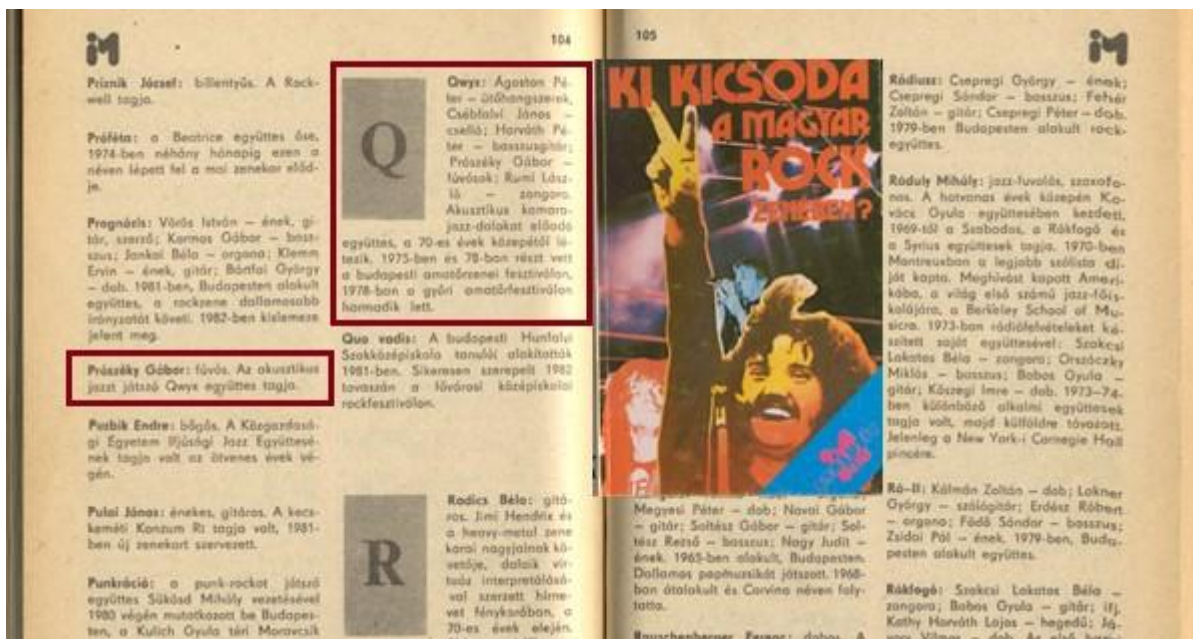 104
Priznik József: billentyűs. A Rock-
well tagja.
Próféta: a Beatrice együttes őse,
1974-ben néhány hónapig ezen a
néven lépett fel a mai zenekar előd-
je.
Prognózis: Vörös István – ének, gi-
tár, szerző; Kormos Gábor – basz-
szus; Jankai Béla – orgona; Klemm
Ervin – ének, gitár; Bártfai György
– dob. 1981-ben, Budapesten alakult
együttes, a rockzene dallamosabb
irányzatát követi. 1982-ben kislemeze
jelent meg.
Prószéky Gábor: fúvós. Az akusztikus
jazzt játszó Qwyx együttes tagja.
Puzbik Endre: bőgős. A Közgazdasá-
gi Egyetem Ifjúsági Jazz Együttesé-
nek tagja volt az ötvenes évek vé-
gén.
Pulai János: énekes, gitáros. A kecs-
keméti Konzum Rt tagja volt, 1981-
ben új zenekart szervezett.
Punkráció: a punk-rockot játszó
együttes Sükösd Mihály vezetésével
1980 végén mutatkozott be Budapes-
ten, a Kulich Gyula téri Moravcsik
Q
Qwyx: Ágoston Pé-
ter – ütőhangszerek,
Csébfalvi János –
cselló; Horváth Pé-
ter – basszusgitár;
Prószéky Gábor –
fúvósok; Ruml Lász-
ló – zongora.
Akusztikus kamara-
jazz-dalokat előadó
együttes, a 70-es évek közepétől lé-
tezik. 1975-ben és 78-ban részt vett
a budapesti amatőrzenei fesztiválon,
1978-ban a győri amatőrfesztiválon
harmadik lett.
Quo vadis: A budapesti Hunfalvi
Szakközépiskola tanulói alakították
1981-ben. Sikeresen szerepelt 1982
tavaszán a fővárosi középiskolai
rockfesztiválon.
R
Radics Béla: gitá-
ros. Jimi Hendrix és
a heavy-metal zene
korai nagyjainak kö-
vetője, dalaik vir-
tuóz interpretálásá-
val szerzett hírne-
vet fénykorában, a
70-es évek elején.
105
KI KICSODA
A MAGYAR
ROCK
ZENÉBEN?
Megyesi Péter – dob; Navai Gábor
– gitár; Soltész Gábor – gitár; Sol-
tész Rezső – basszus; Nagy Judit –
ének. 1965-ben alakult, Budapesten.
Dallamos popmuzsikát játszott. 1968-
ban átalakult és Corvina néven foly-
tatta.
Rauschenberger Ferenc: dobos. A
Rádiusz: Csepregi György – ének;
Csepregi Sándor – basszus; Fehér
Zoltán – gitár; Csepregi Péter – dob.
1979-ben Budapesten alakult rock-
együttes.
Ráduly Mihály: jazz-fuvolás, szaxofo-
nos. A hatvanas évek közepén Ko-
vács Gyula együttesében kezdett,
1969-től a Szabados, a Rákfogó és
a Syrius együttesek tagja. 1970-ben
Montreuxban a legjobb szólista dí-
ját kapta. Meghívást kapott Ameri-
kába, a világ első számú jazz-főis-
kolájára, a Berkeley School of Mu-
sicra. 1973-ban rádiófelvételeket ké-
szített saját együttesével: Szakcsi
Lakatos Béla – zongora; Orszáczky
Miklós – basszus; Babos Gyula –
gitár; Kőszegi Imre – dob. 1973–74-
ben különböző alkalmi együttesek
tagja volt, majd külföldre távozott.
Jelenleg a New York-i Carnegie Hall
pincére.
Rá-II: Kálmán Zoltán – dob; Lakner
György – szólógitár; Erdész Róbert
– orgona; Fődő Sándor – basszus;
Zsidai Pál – ének. 1979-ben, Buda-
pesten alakult együttes.
Rákfogó: Szakcsi Lakatos Béla –
zongora; Babos Gyula – gitár; ifj.
Kathy Horváth Lajos – hegedű; Já-